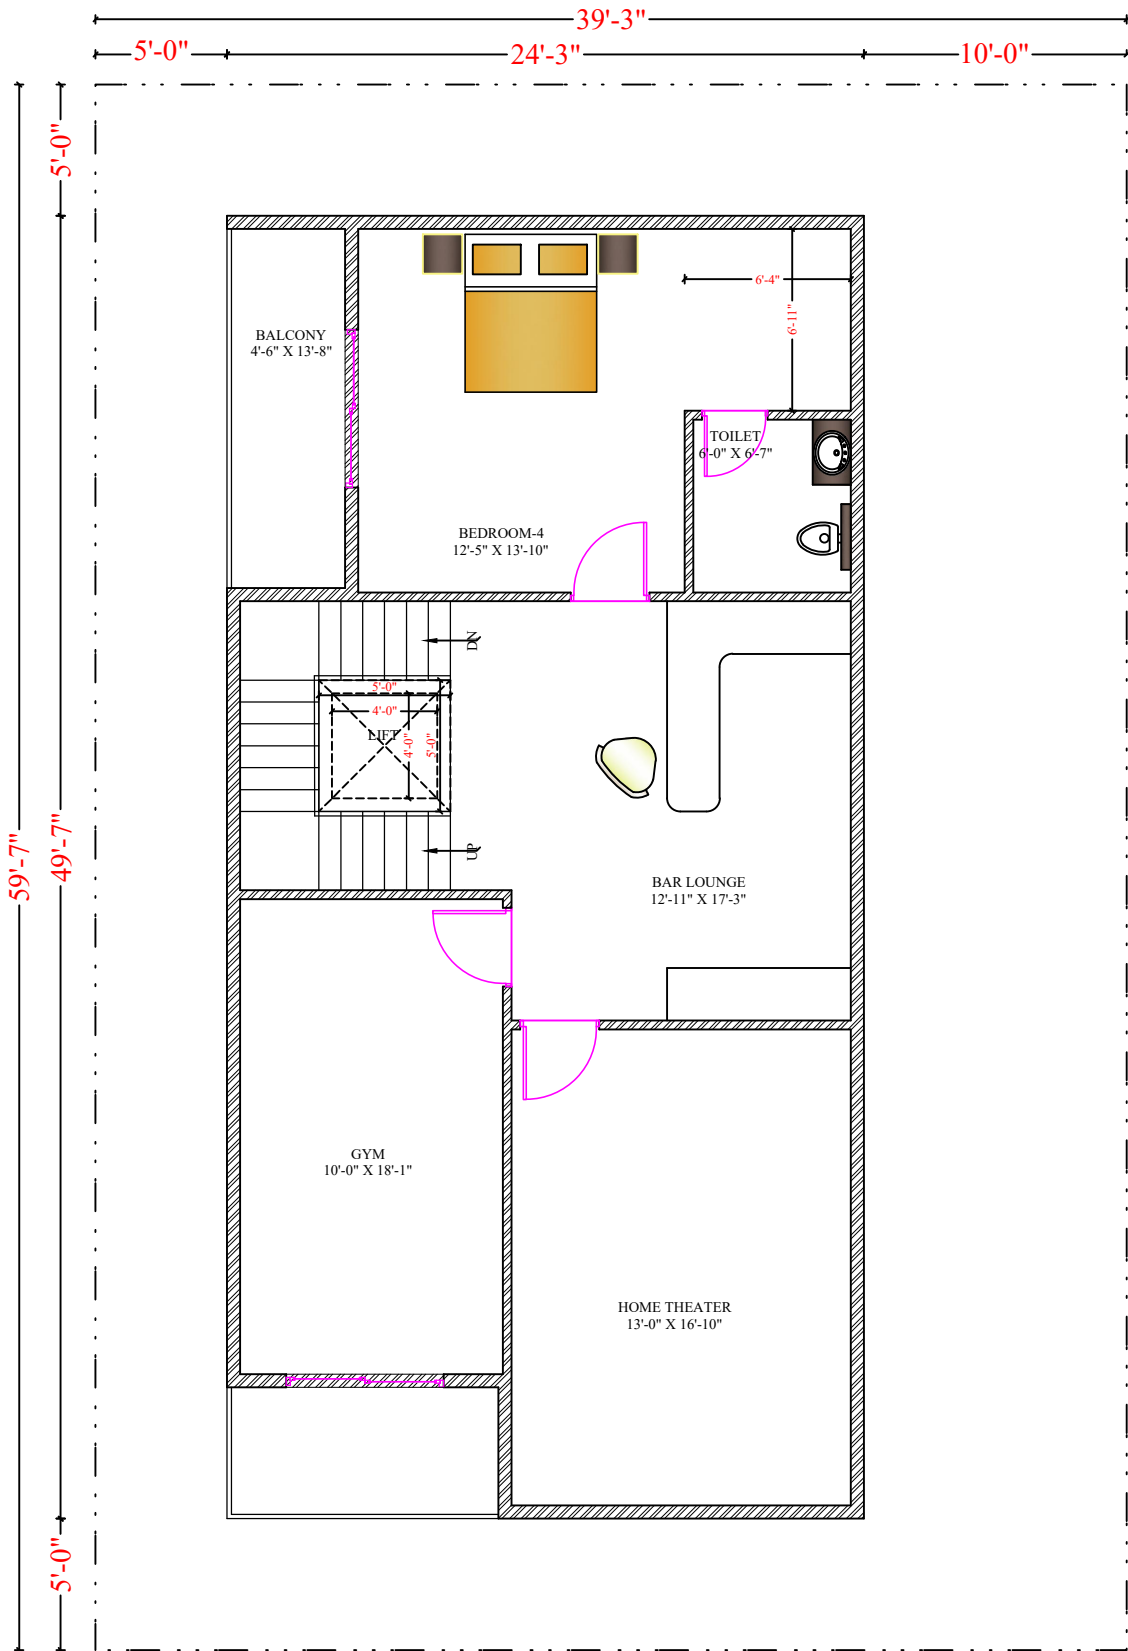 39'-3"
5'-0"
24'-3"
10'-0"
5'-0"
59'-7"
49'-7"
5'-0"
BALCONY
4'-6" X 13'-8"
6'-4"
6'-11"
TOILET
6'-0" X 6'-7"
BEDROOM-4
12'-5" X 13'-10"
DN
5'-0"
4'-0"
LIFT
4'-0"
5'-0"
UP
BAR LOUNGE
12'-11" X 17'-3"
GYM
10'-0" X 18'-1"
HOME THEATER
13'-0" X 16'-10"